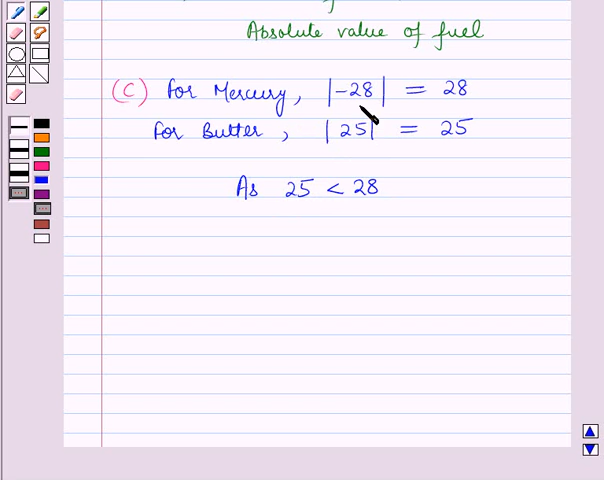 Absolute value of fuel
(C) For Mercury, |-28| = 28
For Butter, |25| = 25
As 25 < 28